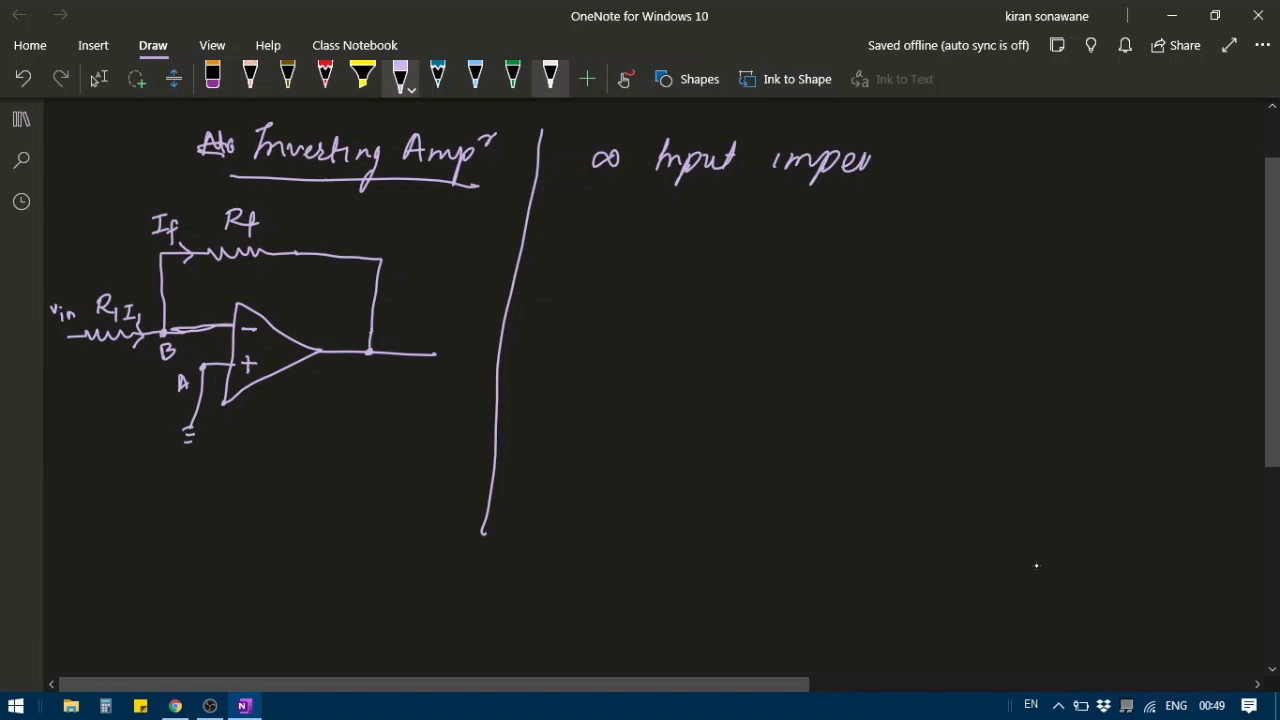 OneNote for Windows 10
kiran sonawane
Home Insert Draw View Help Class Notebook
Saved offline (auto sync is off)
Share
Shapes
Ink to Shape
Ink to Text
Inverting Ampr
∞ Input impe
If
Rf
Vin
R1
I1
B
-
A
+
EN
ENG
00:49